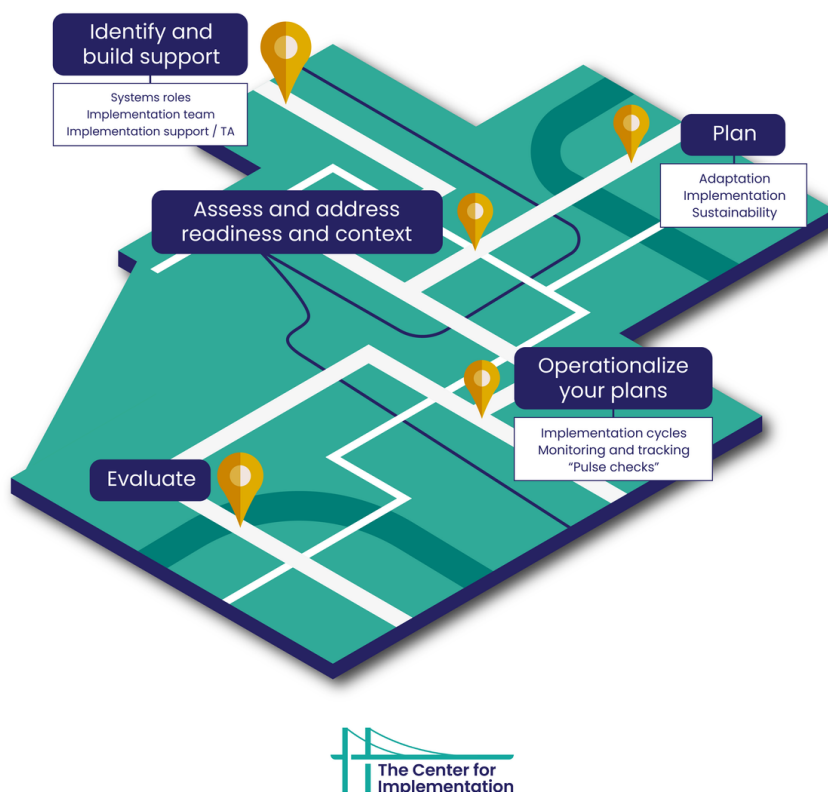 Identify and
build support
Systems roles
Implementation team
Implementation support / TA
Plan
Adaptation
Implementation
Sustainability
Assess and address
readiness and context
Operationalize
your plans
Implementation cycles
Monitoring and tracking
“Pulse checks”
Evaluate
The Center for
Implementation